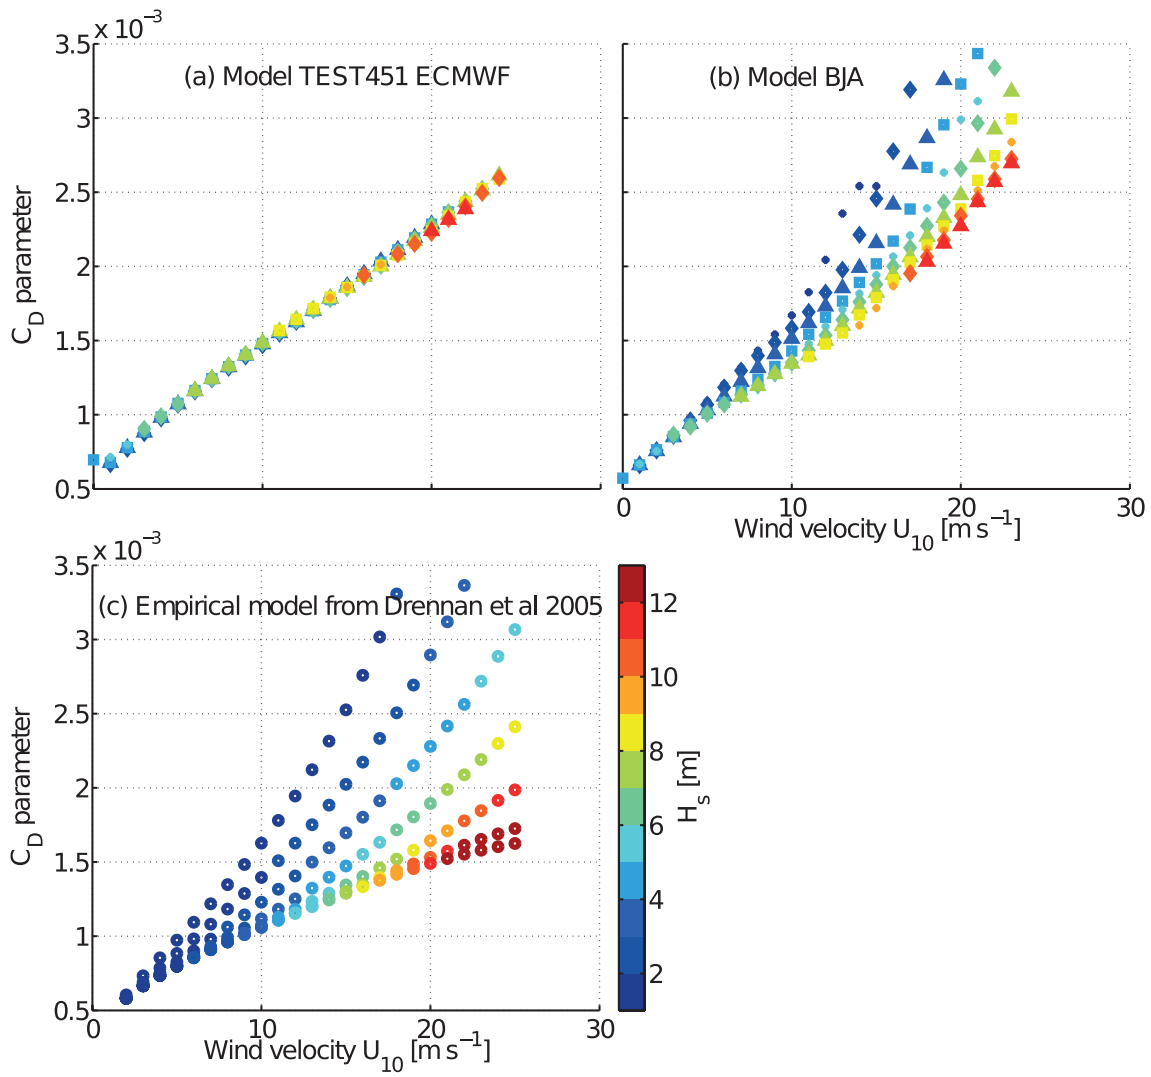 x 10⁻³
3.5
3
2.5
2
1.5
1
0.5
C_D parameter
(a) Model TEST451 ECMWF
(b) Model BJA
0 10 20 30
Wind velocity U₁₀ [m s⁻¹]
x 10⁻³
3.5
3
2.5
2
1.5
1
0.5
C_D parameter
(c) Empirical model from Drennan et al 2005
0 10 20 30
Wind velocity U₁₀ [m s⁻¹]
12
10
8
6
4
2
H_s [m]